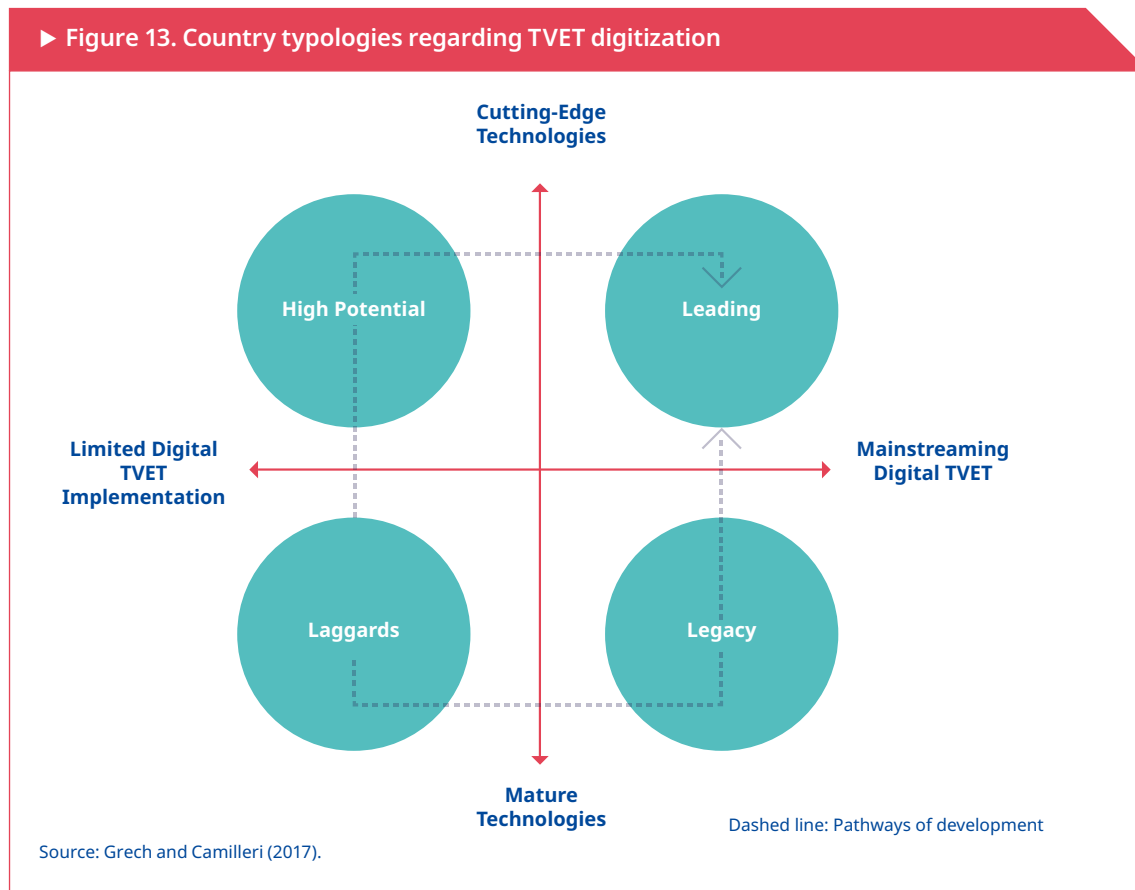 ▶ Figure 13. Country typologies regarding TVET digitization
Cutting-Edge
Technologies
High Potential
Leading
Limited Digital
TVET
Implementation
Mainstreaming
Digital TVET
Laggards
Legacy
Mature
Technologies
Dashed line: Pathways of development
Source: Grech and Camilleri (2017).